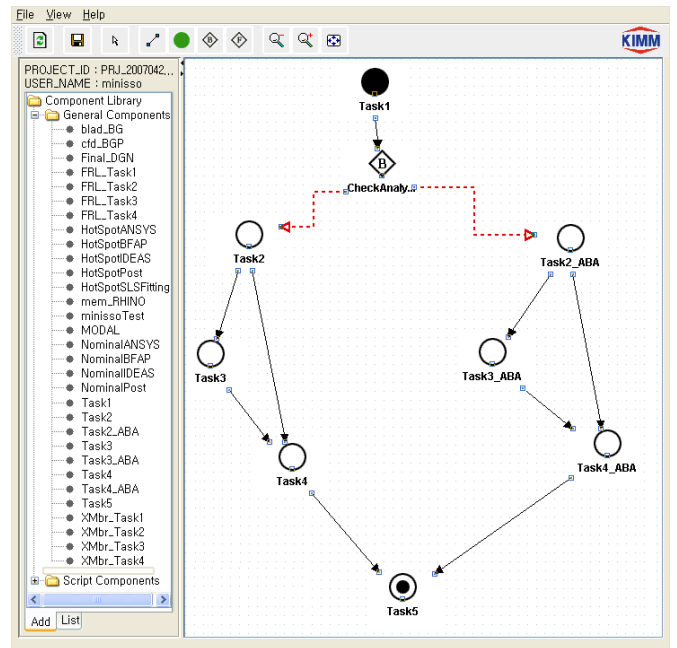 File View Help
B F
KIMM
PROJECT_ID : PRJ_2007042,..
USER_NAME : minisso
Component Library
General Components
blad_BG
cfd_BGP
Final_DGN
FRL_Task1
FRL_Task2
FRL_Task3
FRL_Task4
HotSpotANSYS
HotSpotBFAP
HotSpotIDEAS
HotSpotPost
HotSpotSLSFitting
mem_RHINO
minissoTest
MODAL
NominalANSYS
NominalBFAP
NominalIDEAS
NominalPost
Task1
Task2
Task2_ABA
Task3
Task3_ABA
Task4
Task4_ABA
Task5
XMbr_Task1
XMbr_Task2
XMbr_Task3
XMbr_Task4
Script Components
Add List
Task1
B
CheckAnaly...
Task2
Task2_ABA
Task3
Task3_ABA
Task4
Task4_ABA
Task5